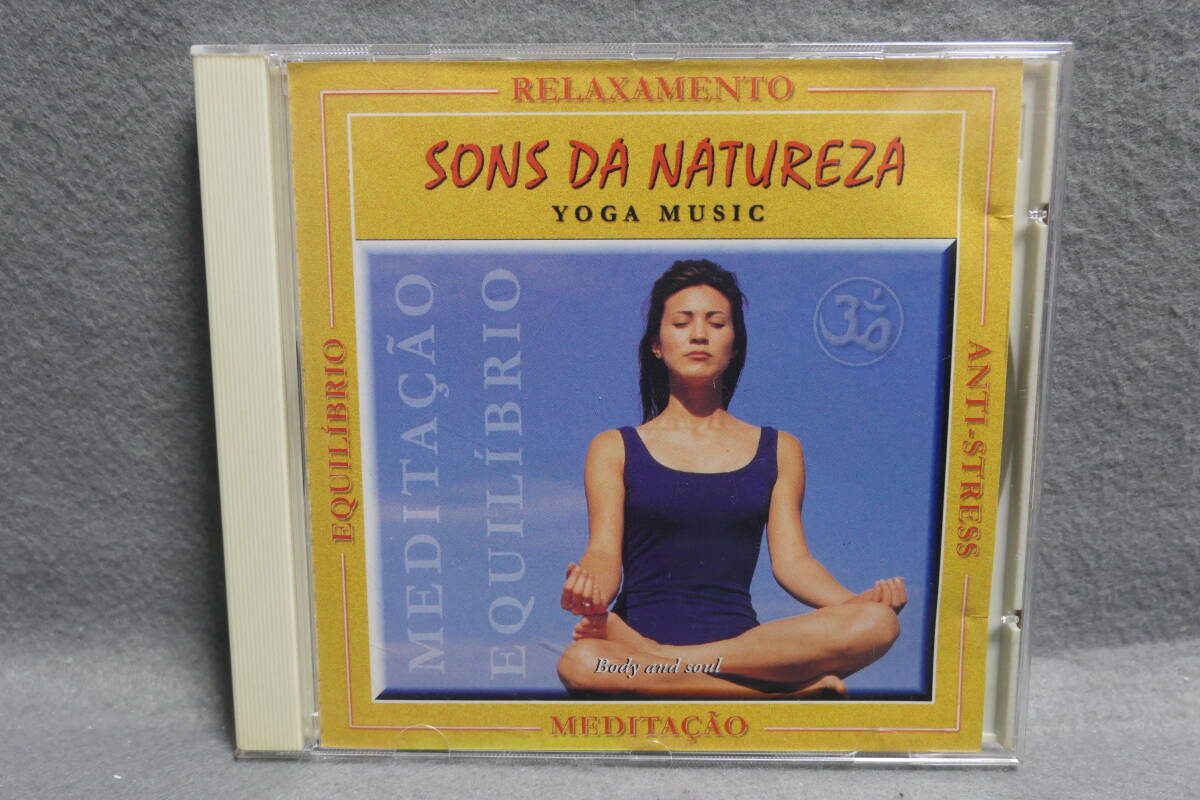 RELAXAMENTO
SONS DA NATUREZA
YOGA MUSIC
EQUILÍBRIO
MEDITAÇÃO
EQUILÍBRIO
ॐ
ANTI-STRESS
Body and soul
MEDITAÇÃO